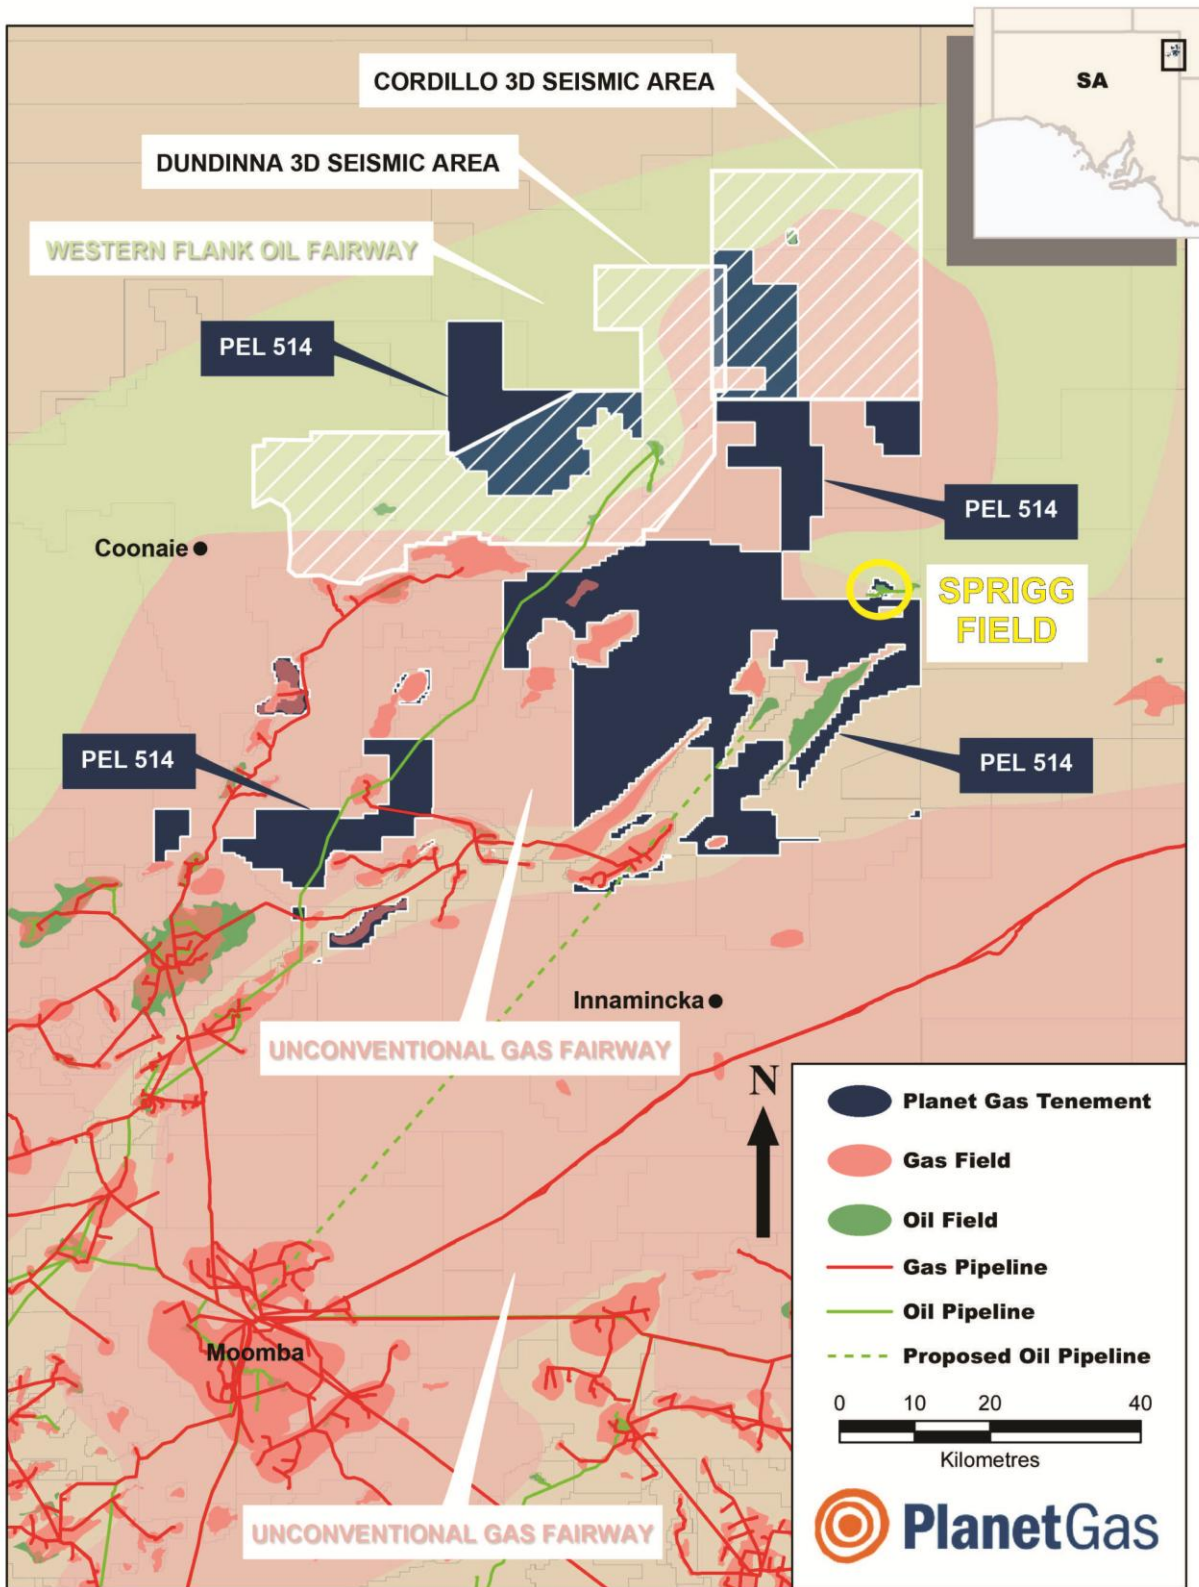 SA
CORDILLO 3D SEISMIC AREA
DUNDINNA 3D SEISMIC AREA
WESTERN FLANK OIL FAIRWAY
PEL 514
PEL 514
Coonaie
SPRIGG
FIELD
PEL 514
PEL 514
Innamincka
UNCONVENTIONAL GAS FAIRWAY
N
Planet Gas Tenement
Gas Field
Oil Field
Gas Pipeline
Oil Pipeline
Proposed Oil Pipeline
0 10 20 40
Kilometres
Moomba
UNCONVENTIONAL GAS FAIRWAY
PlanetGas